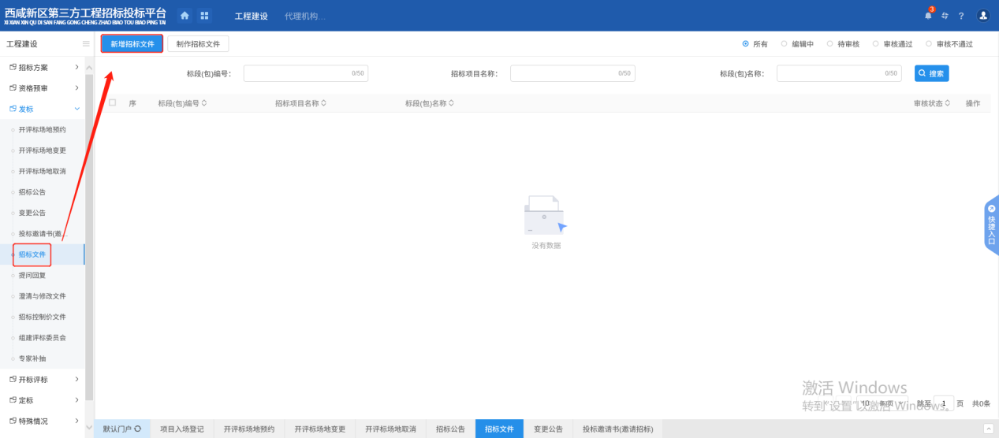 西咸新区第三方工程招标投标平台
XI XIAN XIN QU DI SAN FANG GONG CHENG ZHAO BIAO TOU BIAO PING TAI
工程建设 代理机构...
3 ?
工程建设
招标方案
资格预审
发标
开评标场地预约
开评标场地变更
开评标场地取消
招标公告
变更公告
投标邀请书(邀...
招标文件
提问回复
澄清与修改文件
招标控制价文件
组建评标委员会
专家补抽
开标评标
定标
特殊情况
新增招标文件 制作招标文件
所有 编辑中 待审核 审核通过 审核不通过
标段(包)编号: 0/50 招标项目名称: 0/50 标段(包)名称: 0/50 搜索
序 标段(包)编号 招标项目名称 标段(包)名称 审核状态 操作
没有数据
快捷入口
激活 Windows
转到"设置"以激活 Windows。
10 跳至 1 页 共0条
默认门户 项目入场登记 开评标场地预约 开评标场地变更 开评标场地取消 招标公告 招标文件 变更公告 投标邀请书(邀请招标)